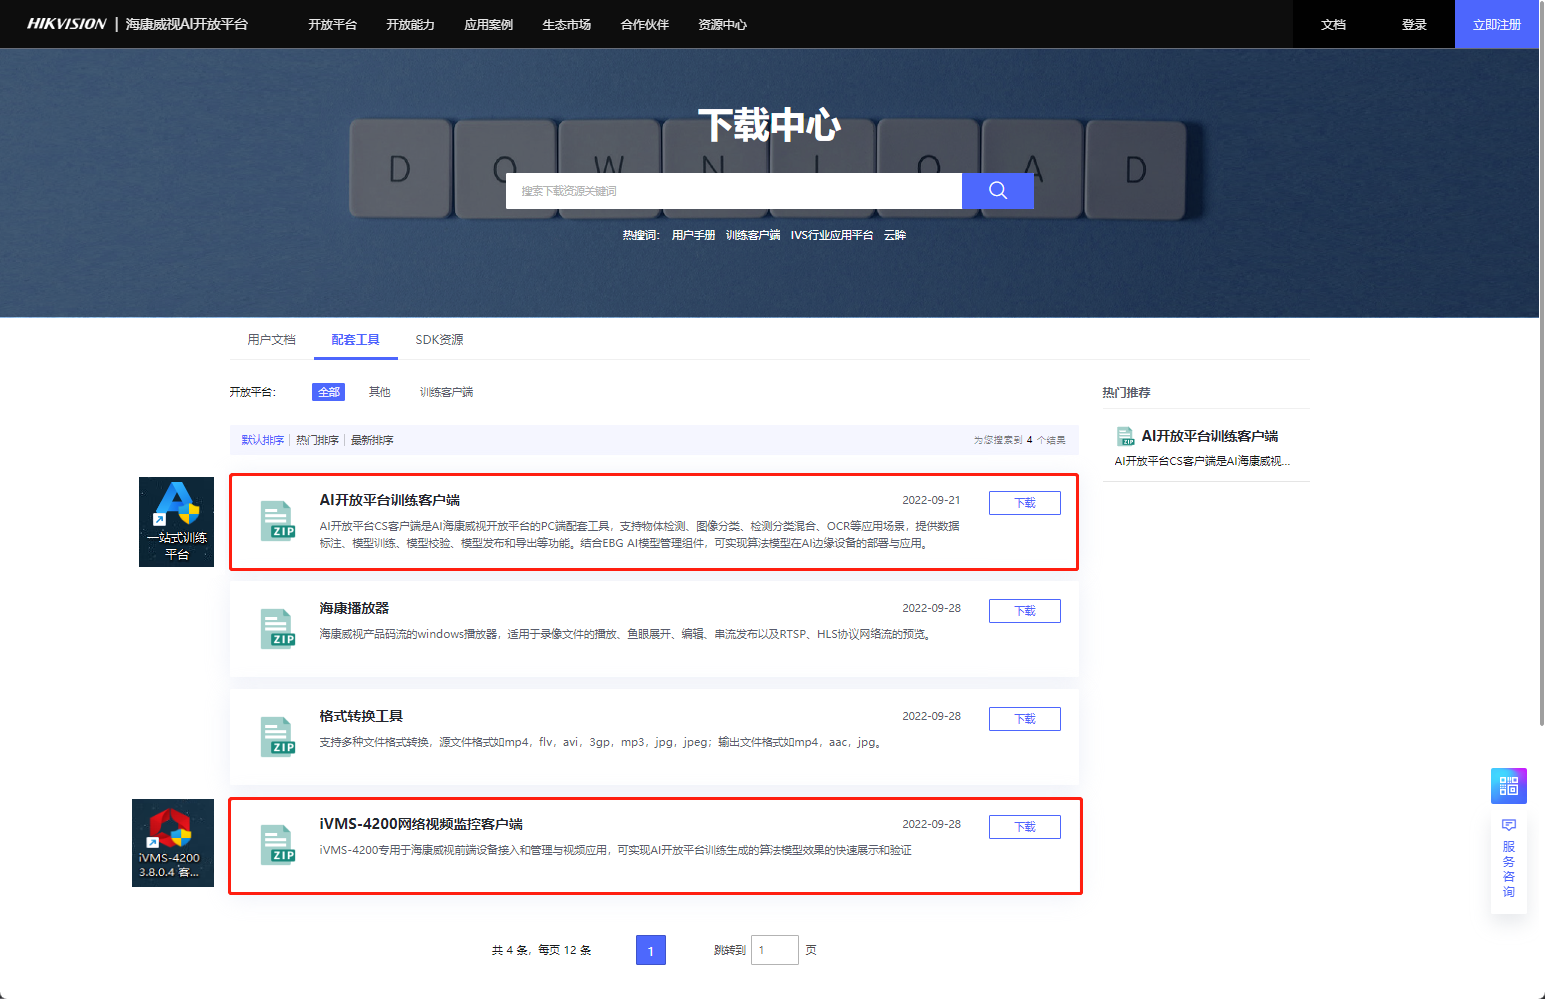 HIKVISION | 海康威视AI开放平台
开放平台
开放能力
应用案例
生态市场
合作伙伴
资源中心
文档
登录
立即注册
下载中心
D O W N L O A D
搜索下载资源关键词
热搜词： 用户手册 训练客户端 IVS行业应用平台 云眸
用户文档
配套工具
SDK资源
开放平台：
全部
其他
训练客户端
默认排序 | 热门排序 | 最新排序
为您搜索到 4 个结果
热门推荐
ZIP
AI开放平台训练客户端
AI开放平台CS客户端是AI海康威视...
一站式训练
平台
ZIP
AI开放平台训练客户端
2022-09-21
下载
AI开放平台CS客户端是AI海康威视开放平台的PC端配套工具，支持物体检测、图像分类、检测分类混合、OCR等应用场景，提供数据
标注、模型训练、模型校验、模型发布和导出等功能。结合EBG AI模型管理组件，可实现算法模型在AI边缘设备的部署与应用。
ZIP
海康播放器
2022-09-28
下载
海康威视产品码流的windows播放器，适用于录像文件的播放、鱼眼展开、编辑、串流发布以及RTSP、HLS协议网络流的预览。
ZIP
格式转换工具
2022-09-28
下载
支持多种文件格式转换，源文件格式如mp4，flv，avi，3gp，mp3，jpg，jpeg；输出文件格式如mp4，aac，jpg。
iVMS-4200
3.8.0.4 客...
ZIP
iVMS-4200网络视频监控客户端
2022-09-28
下载
iVMS-4200专用于海康威视前端设备接入和管理与视频应用，可实现AI开放平台训练生成的算法模型效果的快速展示和验证
服
务
咨
询
共 4 条，每页 12 条
1
跳转到 1 页